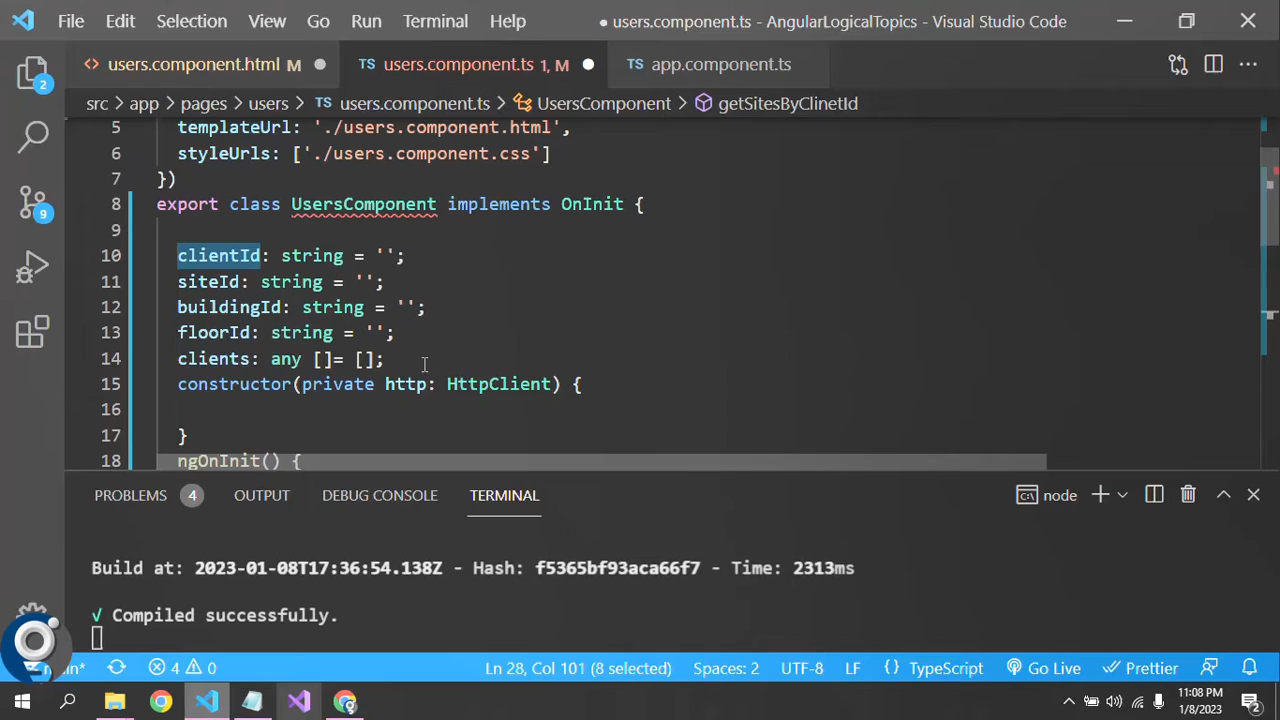 File Edit Selection View Go Run Terminal Help
● users.component.ts - AngularLogicalTopics - Visual Studio Code
users.component.html M ●
TS users.component.ts 1, M ●
TS app.component.ts
src > app > pages > users > TS users.component.ts > UsersComponent > getSitesByClinetId
5 templateUrl: './users.component.html',
6 styleUrls: ['./users.component.css']
7 })
8 export class UsersComponent implements OnInit {
9
10 clientId: string = '';
11 siteId: string = '';
12 buildingId: string = '';
13 floorId: string = '';
14 clients: any []= [];
15 constructor(private http: HttpClient) {
16
17 }
18 ngOnInit() {
2
9
PROBLEMS 4 OUTPUT DEBUG CONSOLE TERMINAL node
Build at: 2023-01-08T17:36:54.138Z - Hash: f5365bf93aca66f7 - Time: 2313ms
√ Compiled successfully.
main* 4 0 Ln 28, Col 101 (8 selected) Spaces: 2 UTF-8 LF { } TypeScript Go Live Prettier
11:08 PM
1/8/2023
2